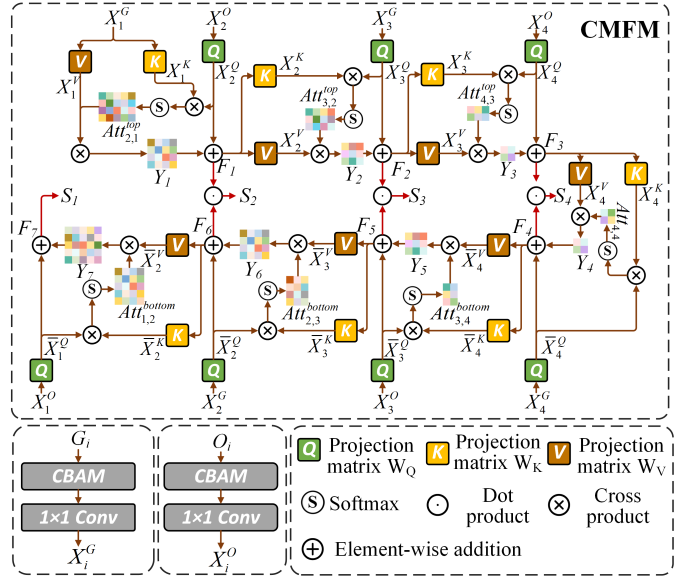 CMFM
X_1^G X_2^O X_3^G X_4^O
V K Q Q Q
X_1^V X_1^K X_2^Q K X_2^K X_3^Q K X_3^K X_4^Q
S Att_{2,1}^{top} Att_{3,2}^{top} S Att_{4,3}^{top} S
Y_1 F_1 V X_2^V Y_2 F_2 V X_3^V Y_3 F_3 V K
S_1 S_2 S_3 S_4 X_4^V X_4^K
F_7 Y_7 X̅_2^V V F_6 Y_6 X̅_3^V V F_5 Y_5 X̅_4^V V F_4 Y_4 Att_{4,4}
S Att_{1,2}^{bottom} S Att_{2,3}^{bottom} S Att_{3,4}^{bottom} S
X̅_1^Q X̅_2^K K X̅_2^Q X̅_3^K K X̅_3^Q X̅_4^K K X̅_4^Q
Q Q Q Q
X_1^O X_2^G X_3^O X_4^G
G_i
CBAM
1×1 Conv
X_i^G
O_i
CBAM
1×1 Conv
X_i^O
Q Projection matrix W_Q
K Projection matrix W_K
V Projection matrix W_V
S Softmax
Dot product
Cross product
Element-wise addition